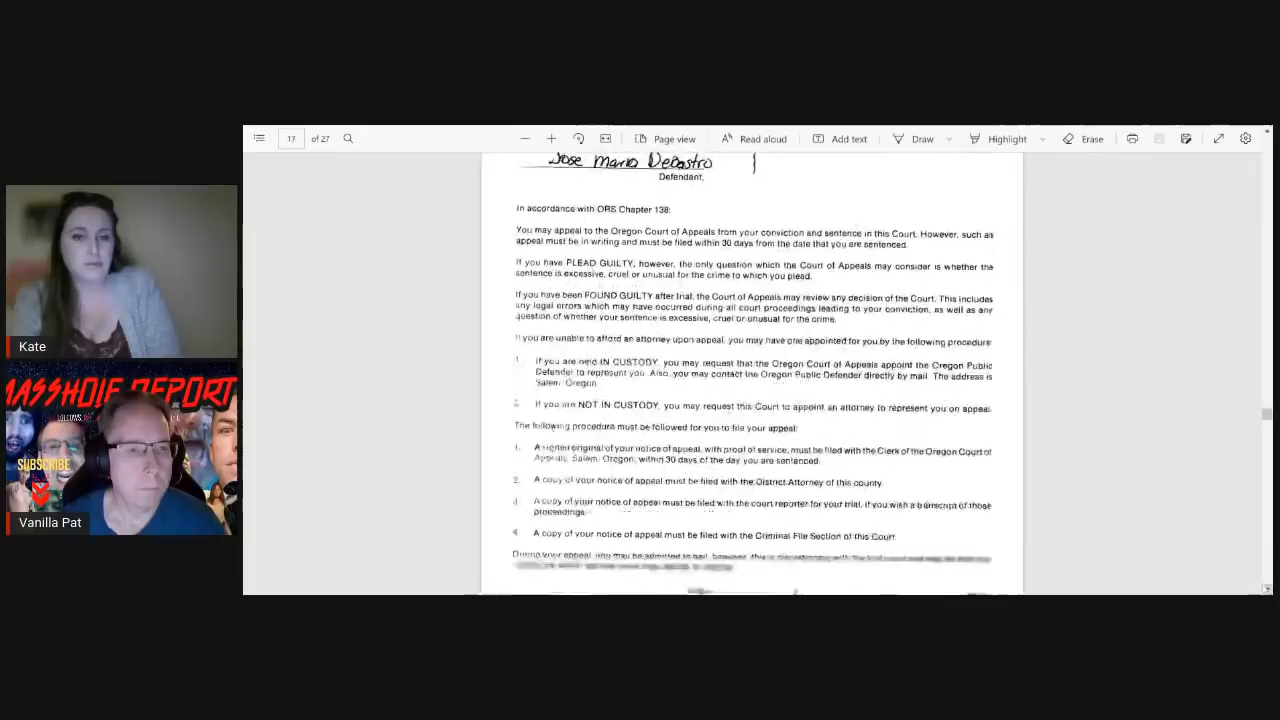 17 of 27
Page view
Read aloud
Add text
Draw
Highlight
Erase
Jose Maria DeCastro
Defendant.
In accordance with ORS Chapter 138:
You may appeal to the Oregon Court of Appeals from your conviction and sentence in this Court. However, such an
appeal must be in writing and must be filed within 30 days from the date that you are sentenced.
If you have PLEAD GUILTY, however, the only question which the Court of Appeals may consider is whether the
sentence is excessive, cruel or unusual for the crime to which you plead.
If you have been FOUND GUILTY after trial, the Court of Appeals may review any decision of the Court. This includes
any legal errors which may have occurred during all court proceedings leading to your conviction, as well as any
question of whether your sentence is excessive, cruel or unusual for the crime.
If you are unable to afford an attorney upon appeal, you may have one appointed for you by the following procedure:
1. If you are held IN CUSTODY, you may request that the Oregon Court of Appeals appoint the Oregon Public
Defender to represent you. Also, you may contact the Oregon Public Defender directly by mail. The address is
Salem, Oregon.
2. If you are NOT IN CUSTODY, you may request this Court to appoint an attorney to represent you on appeal.
The following procedure must be followed for you to file your appeal:
1. A signed original of your notice of appeal, with proof of service, must be filed with the Clerk of the Oregon Court of
Appeals, Salem, Oregon, within 30 days of the day you are sentenced.
2. A copy of your notice of appeal must be filed with the District Attorney of this county.
3. A copy of your notice of appeal must be filed with the court reporter for your trial, if you wish a transcript of those
proceedings.
4. A copy of your notice of appeal must be filed with the Criminal File Section of this Court.
During your appeal, you may be admitted to bail, however, this is
Kate
MASSHOLE REPORT
LOLCOWS
SUBSCRIBE
Vanilla Pat